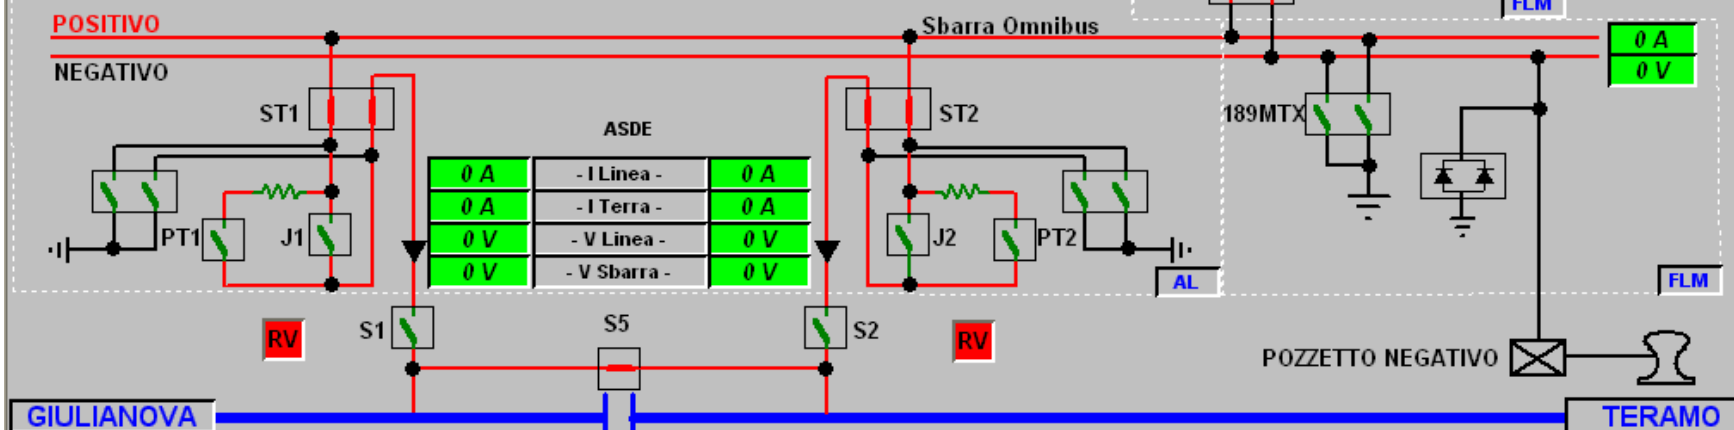 FLM
POSITIVO
Sbarra Omnibus
0 A
NEGATIVO
0 V
ST1
ST2
189MTX
ASDE
0 A - I Linea - 0 A
0 A - I Terra - 0 A
PT1
J1
0 V - V Linea - 0 V
J2
PT2
0 V - V Sbarra - 0 V
AL
FLM
RV
S1
S5
S2
RV
POZZETTO NEGATIVO
GIULIANOVA
TERAMO